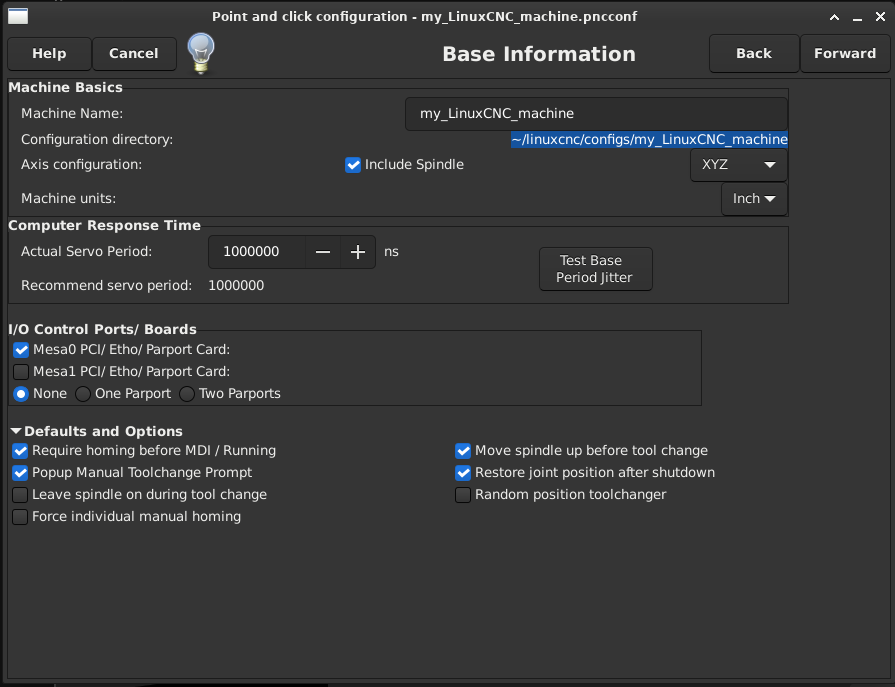 Point and click configuration - my_LinuxCNC_machine.pncconf
Help Cancel Base Information Back Forward
Machine Basics
Machine Name: my_LinuxCNC_machine
Configuration directory: ~/linuxcnc/configs/my_LinuxCNC_machine
Axis configuration: Include Spindle XYZ
Machine units: Inch
Computer Response Time
Actual Servo Period: 1000000 − + ns
Test Base
Period Jitter
Recommend servo period: 1000000
I/O Control Ports/ Boards
Mesa0 PCI/ Etho/ Parport Card:
Mesa1 PCI/ Etho/ Parport Card:
None One Parport Two Parports
Defaults and Options
Require homing before MDI / Running Move spindle up before tool change
Popup Manual Toolchange Prompt Restore joint position after shutdown
Leave spindle on during tool change Random position toolchanger
Force individual manual homing